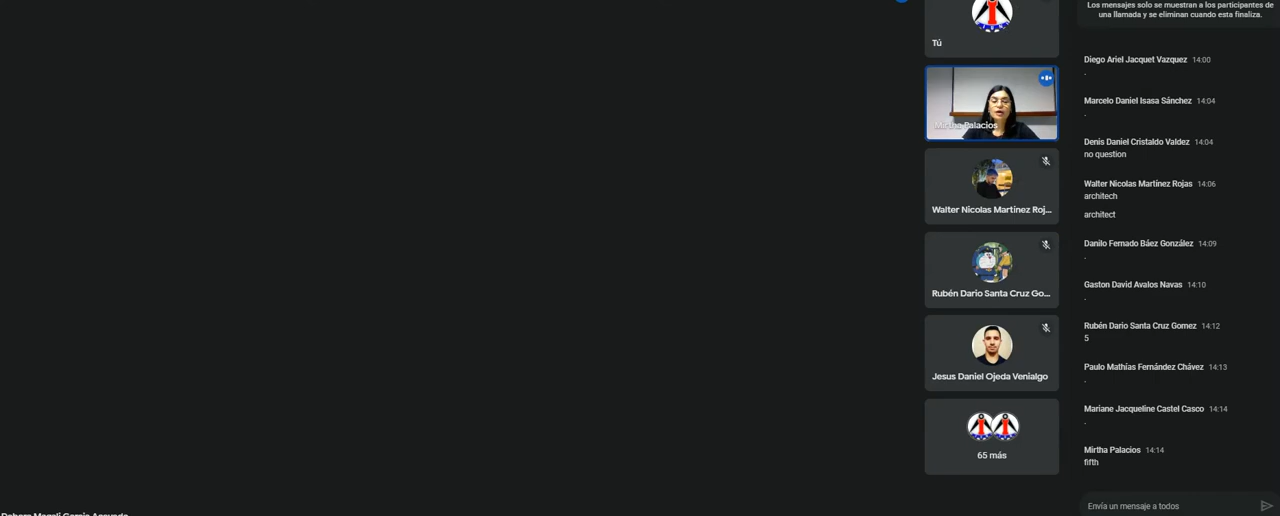 Tú
Mirtha Palacios
Walter Nicolas Martínez Roj...
Rubén Dario Santa Cruz Go...
Jesus Daniel Ojeda Venialgo
65 más
Los mensajes solo se muestran a los participantes de
una llamada y se eliminan cuando esta finaliza.
Diego Ariel Jacquet Vazquez 14:00
.
Marcelo Daniel Isasa Sánchez 14:04
.
Denis Daniel Cristaldo Valdez 14:04
no question
Walter Nicolas Martínez Rojas 14:06
architech
architect
Danilo Fernado Báez González 14:09
.
Gaston David Avalos Navas 14:10
.
Rubén Dario Santa Cruz Gomez 14:12
5
Paulo Mathías Fernández Chávez 14:13
.
Mariane Jacqueline Castel Casco 14:14
.
Mirtha Palacios 14:14
fifth
Envía un mensaje a todos